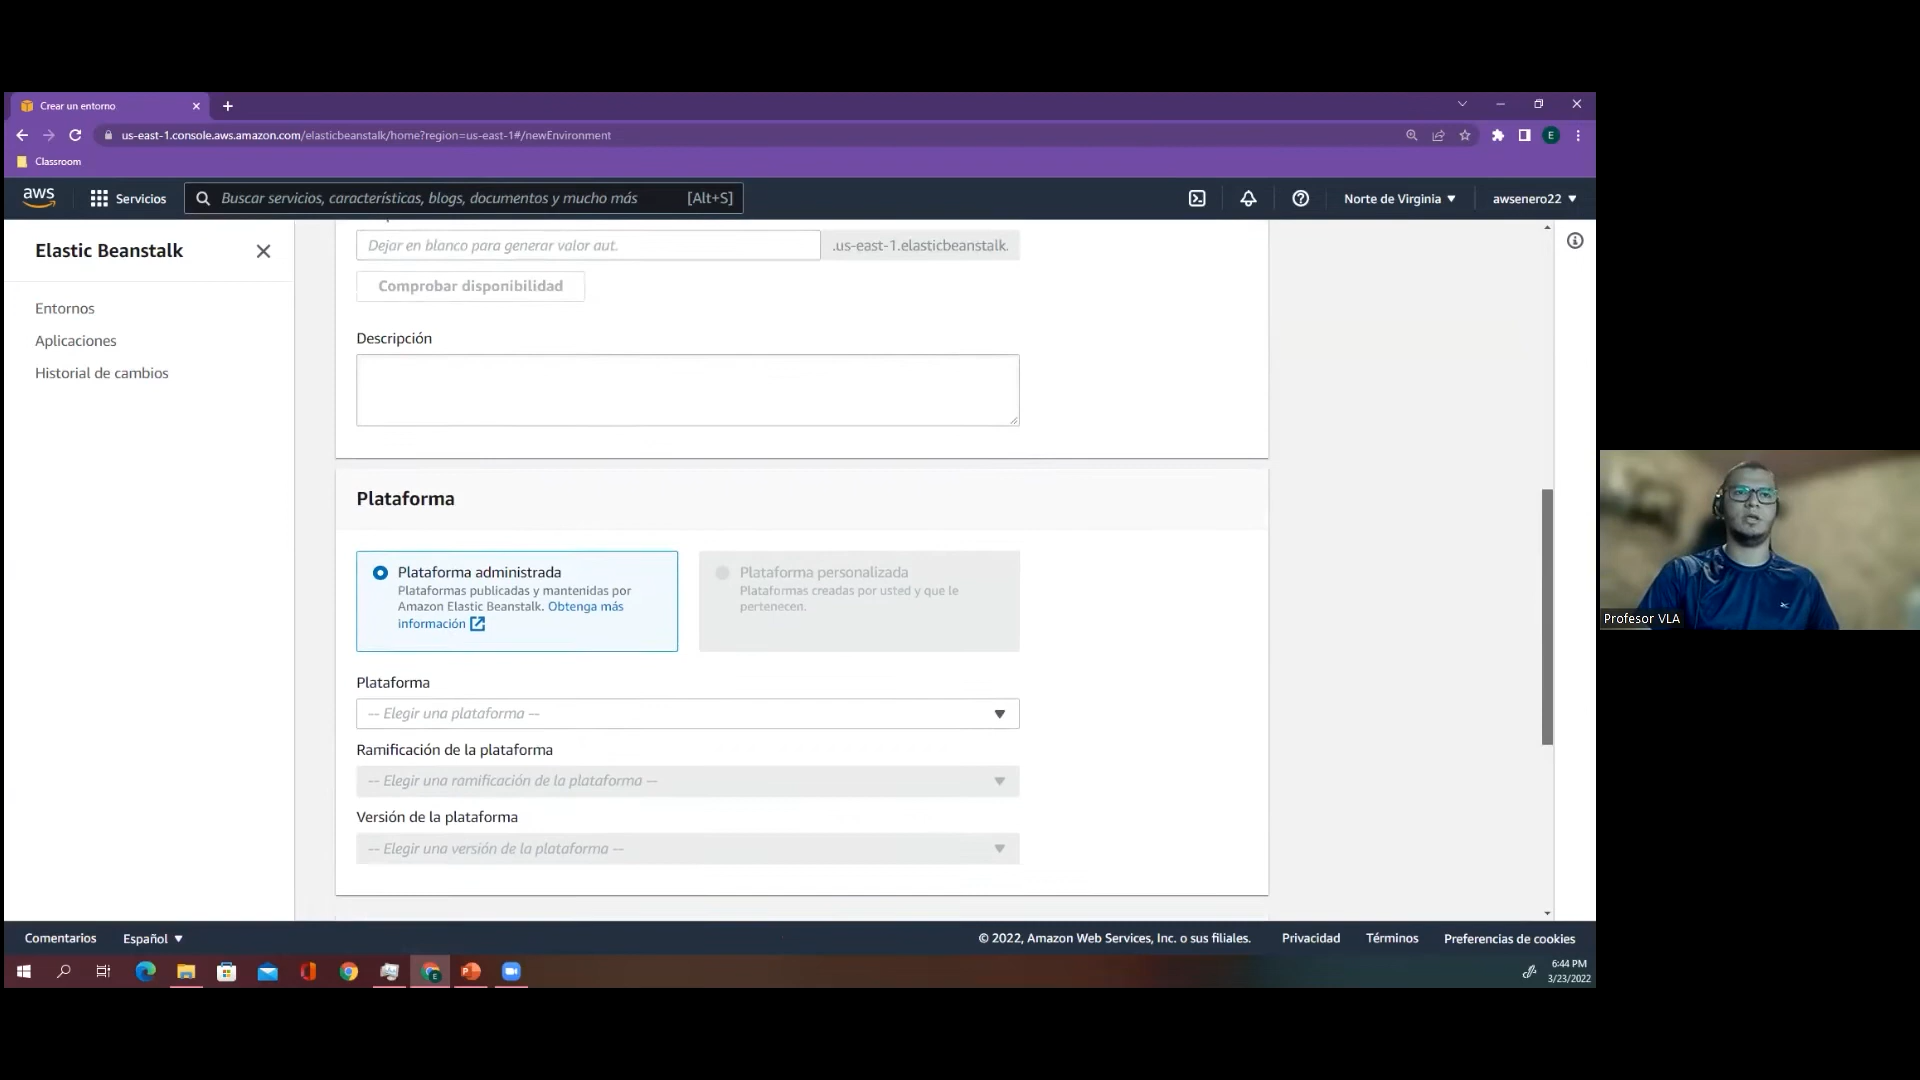 Crear un entorno
us-east-1.console.aws.amazon.com/elasticbeanstalk/home?region=us-east-1#/newEnvironment
E
Classroom
aws
Servicios
Buscar servicios, características, blogs, documentos y mucho más
[Alt+S]
Norte de Virginia
awsenero22
Elastic Beanstalk
Entornos
Aplicaciones
Historial de cambios
Dejar en blanco para generar valor aut.
.us-east-1.elasticbeanstalk.
Comprobar disponibilidad
Descripción
Plataforma
Plataforma administrada
Plataformas publicadas y mantenidas por
Amazon Elastic Beanstalk. Obtenga más
información
Plataforma personalizada
Plataformas creadas por usted y que le
pertenecen.
Plataforma
-- Elegir una plataforma --
Ramificación de la plataforma
-- Elegir una ramificación de la plataforma --
Versión de la plataforma
-- Elegir una versión de la plataforma --
Profesor VLA
Comentarios
Español
© 2022, Amazon Web Services, Inc. o sus filiales.
Privacidad
Términos
Preferencias de cookies
6:44 PM
3/23/2022